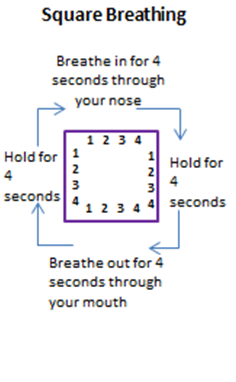 Square Breathing
Breathe in for 4
seconds through
your nose
1 2 3 4
Hold for
4
seconds
1
2
3
4
1
2
3
4
Hold for
4
seconds
1 2 3 4
Breathe out for 4
seconds through
your mouth